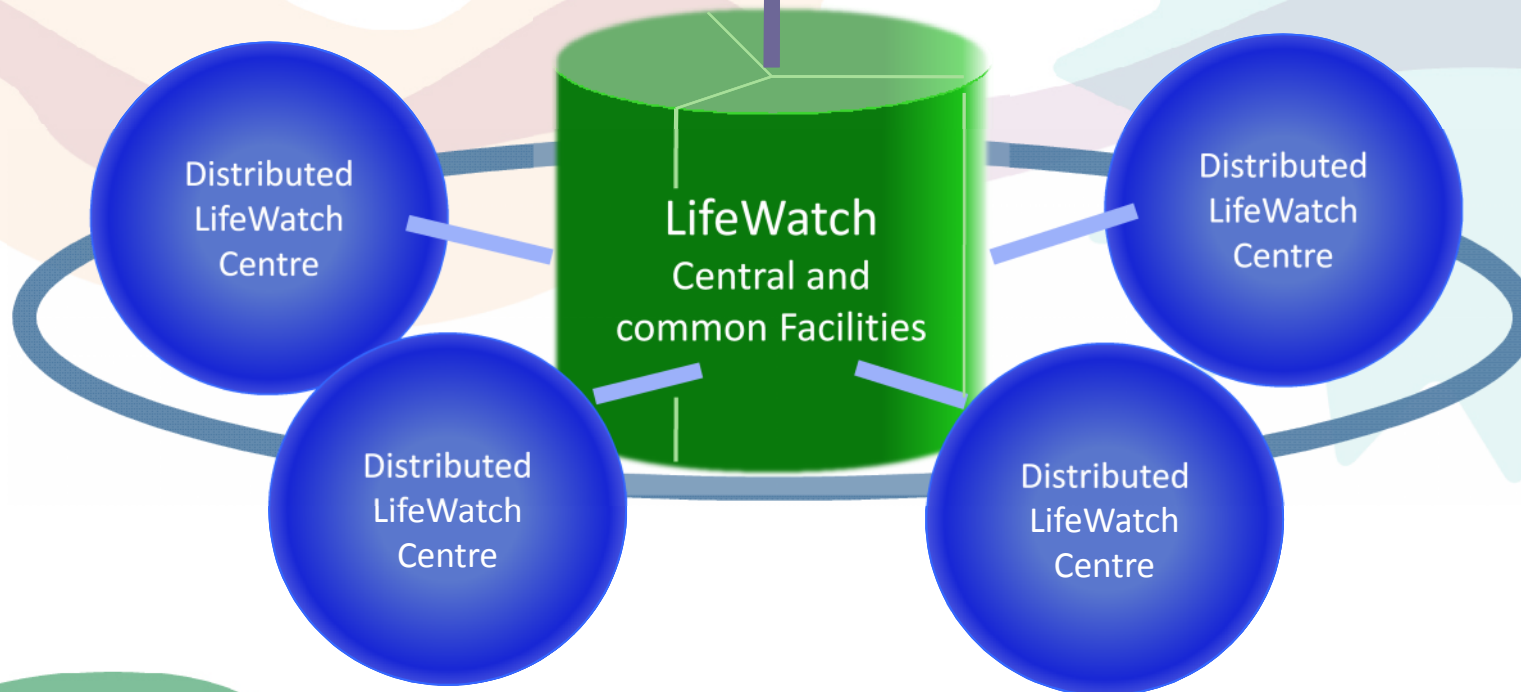 Distributed
LifeWatch
Centre
LifeWatch
Central and
common Facilities
Distributed
LifeWatch
Centre
Distributed
LifeWatch
Centre
Distributed
LifeWatch
Centre